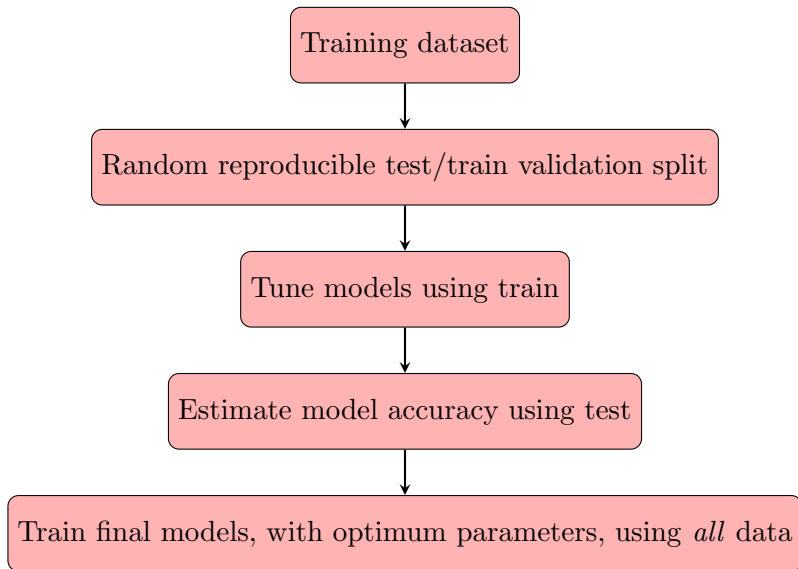 Training dataset
Random reproducible test/train validation split
Tune models using train
Estimate model accuracy using test
Train final models, with optimum parameters, using all data